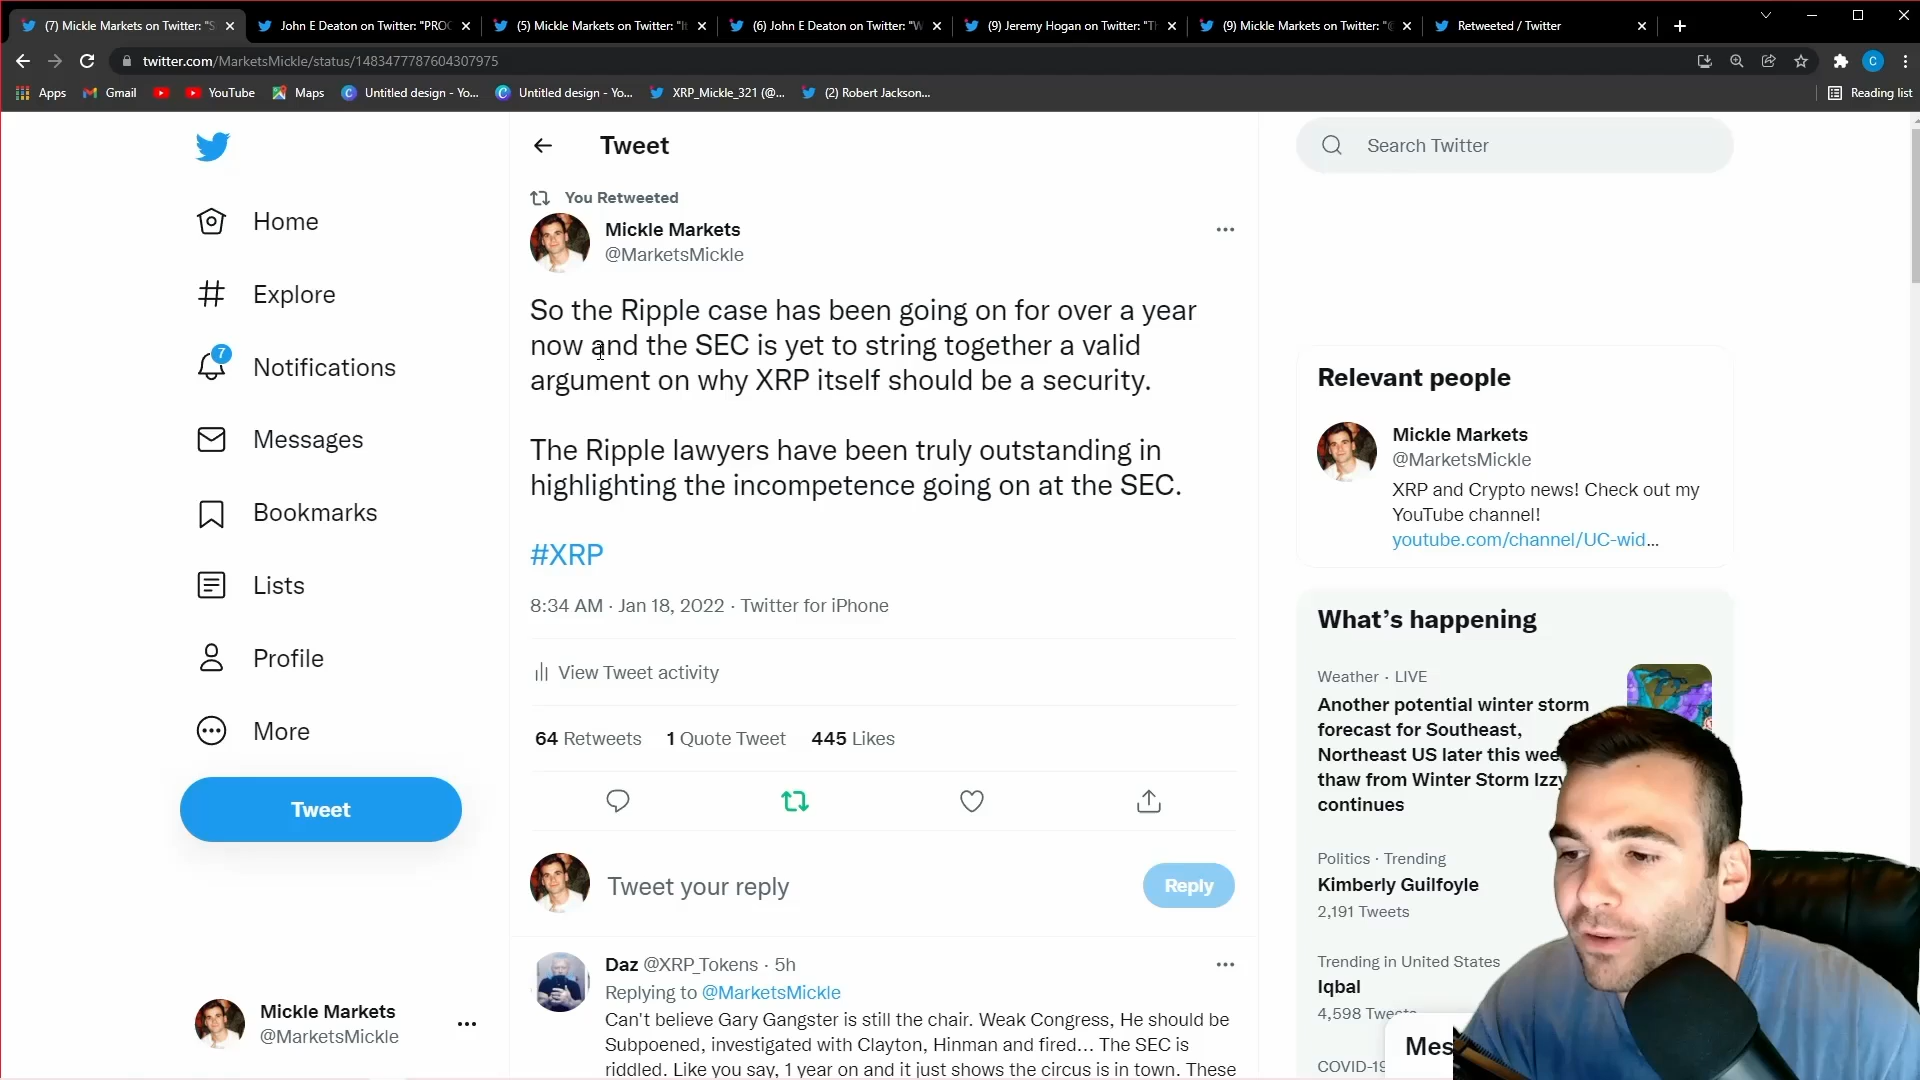 (7) Mickle Markets on Twitter: "S
John E Deaton on Twitter: "PROC
(5) Mickle Markets on Twitter: "It
(6) John E Deaton on Twitter: "W
(9) Jeremy Hogan on Twitter: "Th
(9) Mickle Markets on Twitter: "@
Retweeted / Twitter
twitter.com/MarketsMickle/status/1483477787604307975
C
Apps
Gmail
YouTube
Maps
Untitled design - Yo...
Untitled design - Yo...
XRP_Mickle_321 (@...
(2) Robert Jackson...
Reading list
Home
Explore
7
Notifications
Messages
Bookmarks
Lists
Profile
More
Tweet
Mickle Markets
@MarketsMickle
Tweet
You Retweeted
Mickle Markets
@MarketsMickle
So the Ripple case has been going on for over a year
now and the SEC is yet to string together a valid
argument on why XRP itself should be a security.
The Ripple lawyers have been truly outstanding in
highlighting the incompetence going on at the SEC.
#XRP
8:34 AM · Jan 18, 2022 · Twitter for iPhone
View Tweet activity
64 Retweets 1 Quote Tweet 445 Likes
Tweet your reply
Reply
Daz @XRP_Tokens · 5h
Replying to @MarketsMickle
Can't believe Gary Gangster is still the chair. Weak Congress, He should be
Subpoened, investigated with Clayton, Hinman and fired... The SEC is
riddled. Like you say, 1 year on and it just shows the circus is in town. These
Search Twitter
Relevant people
Mickle Markets
@MarketsMickle
XRP and Crypto news! Check out my
YouTube channel!
youtube.com/channel/UC-wid...
What's happening
Weather · LIVE
Another potential winter storm
forecast for Southeast,
Northeast US later this wee
thaw from Winter Storm Izzy
continues
Politics · Trending
Kimberly Guilfoyle
2,191 Tweets
Trending in United States
Iqbal
4,598 Tweets
COVID-19
Mes